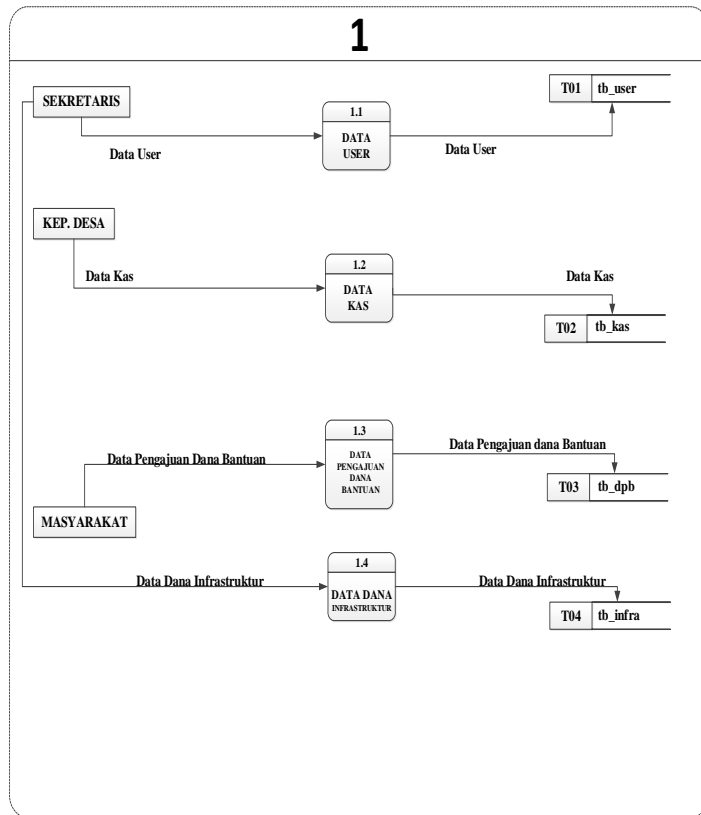 1
SEKRETARIS
1.1
DATA
USER
T01 tb_user
Data User
Data User
KEP. DESA
1.2
DATA
KAS
Data Kas
Data Kas
T02 tb_kas
1.3
DATA
PENGAJUAN
DANA
BANTUAN
Data Pengajuan Dana Bantuan
Data Pengajuan dana Bantuan
T03 tb_dpb
MASYARAKAT
1.4
DATA DANA
INFRASTRUKTUR
Data Dana Infrastruktur
Data Dana Infrastruktur
T04 tb_infra